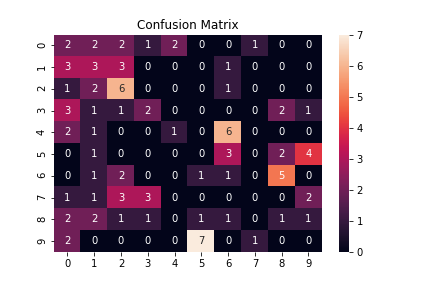 Confusion Matrix
0 2 2 2 1 2 0 0 1 0 0
1 3 3 3 0 0 0 1 0 0 0
2 1 2 6 0 0 0 1 0 0 0
3 3 1 1 2 0 0 0 0 2 1
4 2 1 0 0 1 0 6 0 0 0
5 0 1 0 0 0 0 3 0 2 4
6 0 1 2 0 0 1 1 0 5 0
7 1 1 3 3 0 0 0 0 0 2
8 2 2 1 1 0 1 1 0 1 1
9 2 0 0 0 0 7 0 1 0 0
0 1 2 3 4 5 6 7 8 9
7
6
5
4
3
2
1
0